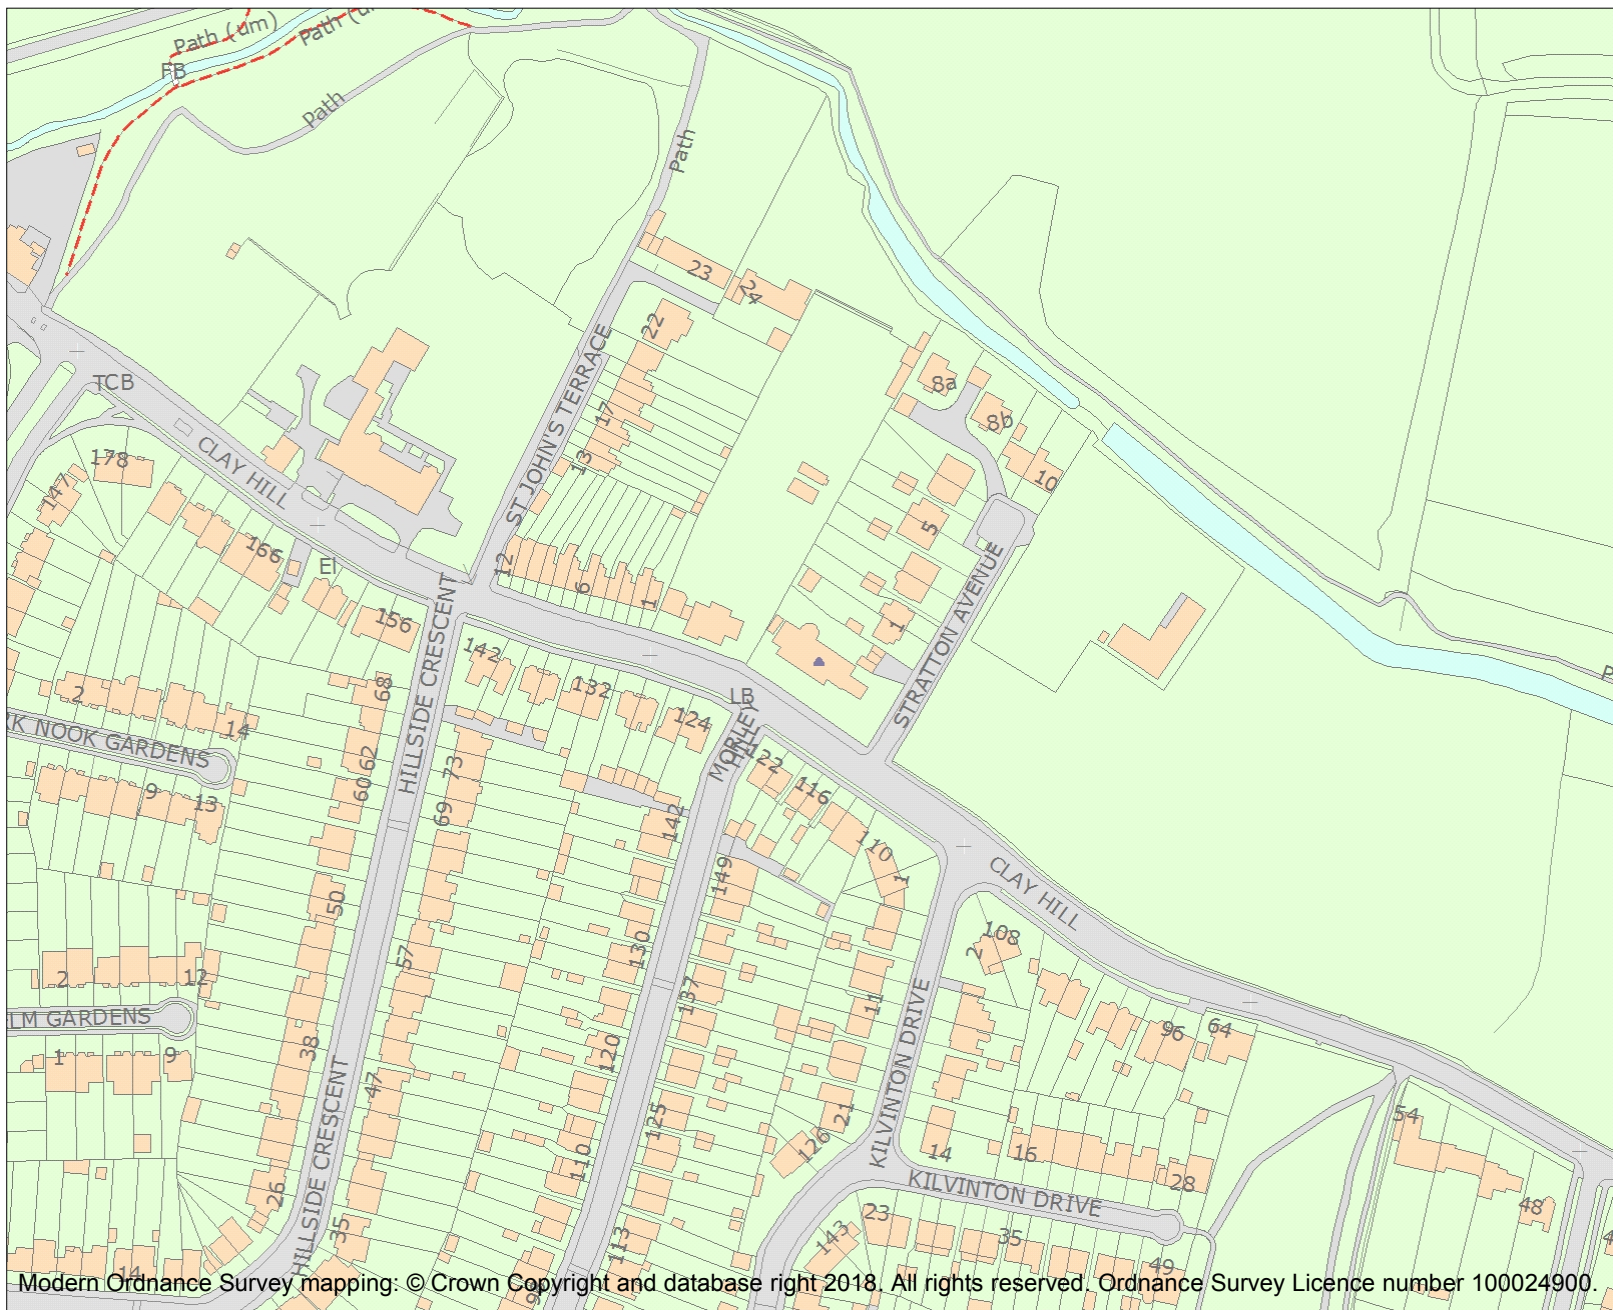 Path (um)
Path (u
FB
Path
Path
23
24
22
ST JOHN'S TERRACE
17
13
8a
8b
10
TCB
CLAY HILL
178
147
166
EI
156
12
6
1
5
1
STRATTON AVENUE
HILLSIDE CRESCENT
142
132
124
LB
MORLEY
HILL
122
116
110
1
2
14
RK NOOK GARDENS
9
13
68
62
60
73
69
142
149
50
57
130
137
CLAY HILL
108
2
11
KILVINTON DRIVE
96
64
2
12
LM GARDENS
1
9
38
47
120
125
110
21
126
14
16
28
54
48
HILLSIDE CRESCENT
26
35
113
143
23
KILVINTON DRIVE
35
49
14
Modern Ordnance Survey mapping: © Crown Copyright and database right 2018. All rights reserved. Ordnance Survey Licence number 100024900.